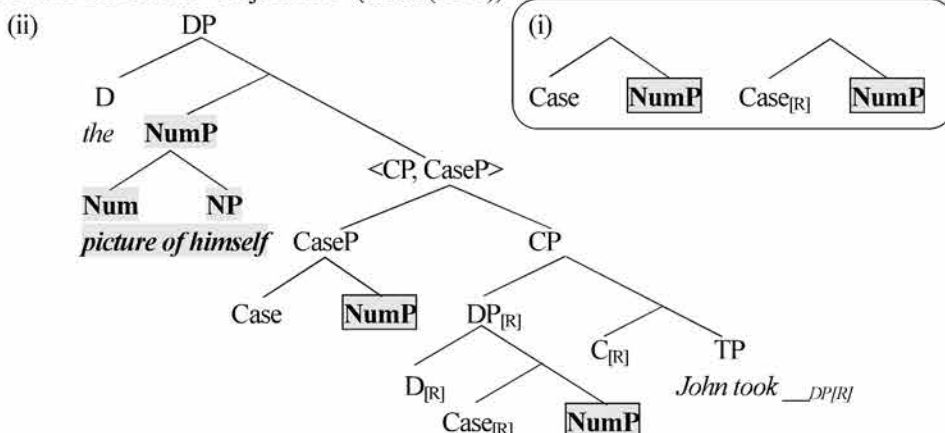 (ii) DP (i)
D Case NumP Case[R] NumP
the NumP
<CP, CaseP>
Num NP
picture of himself CaseP CP
Case NumP DP[R]
C[R] TP
D[R] John took __DP[R]
Case[R] NumP